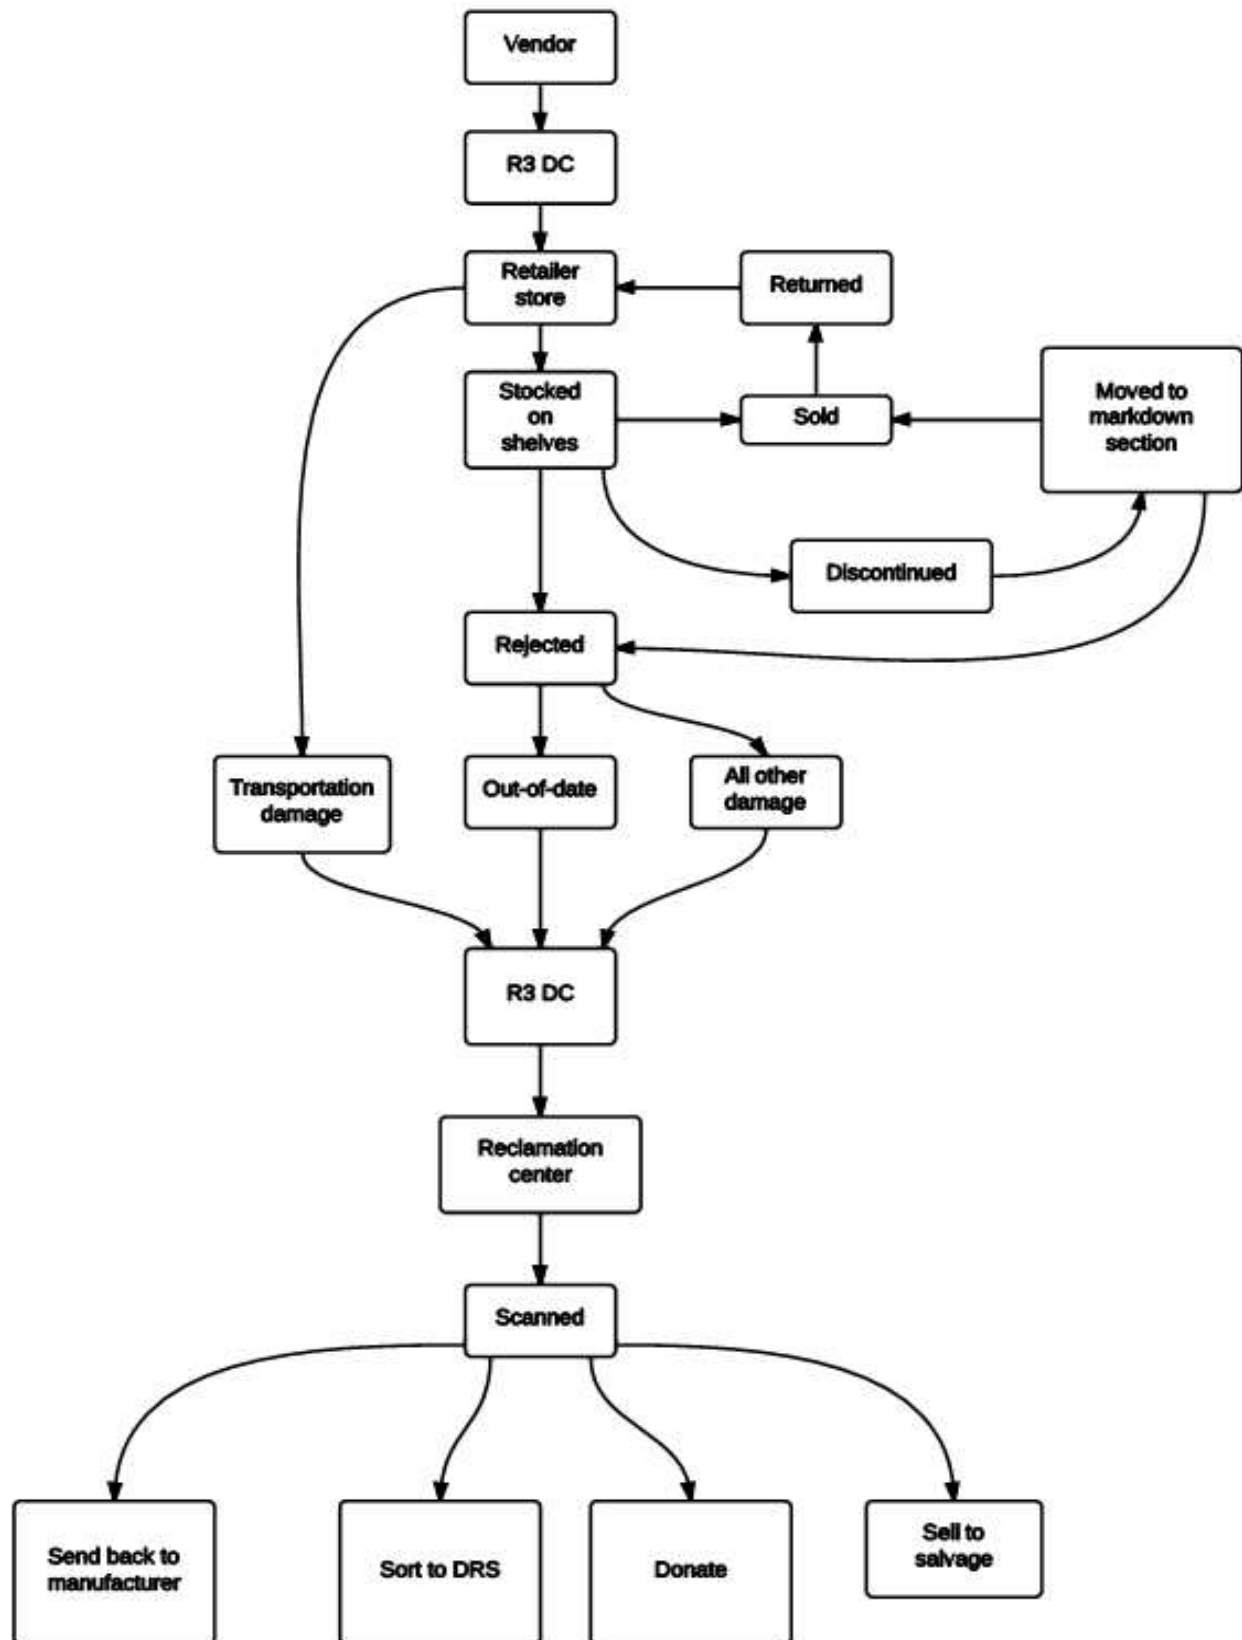 Vendor
R3 DC
Retailer
store
Returned
Stocked
on
shelves
Sold
Moved to
markdown
section
Discontinued
Rejected
Transportation
damage
Out-of-date
All other
damage
R3 DC
Reclamation
center
Scanned
Send back to
manufacturer
Sort to DRS
Donate
Sell to
salvage